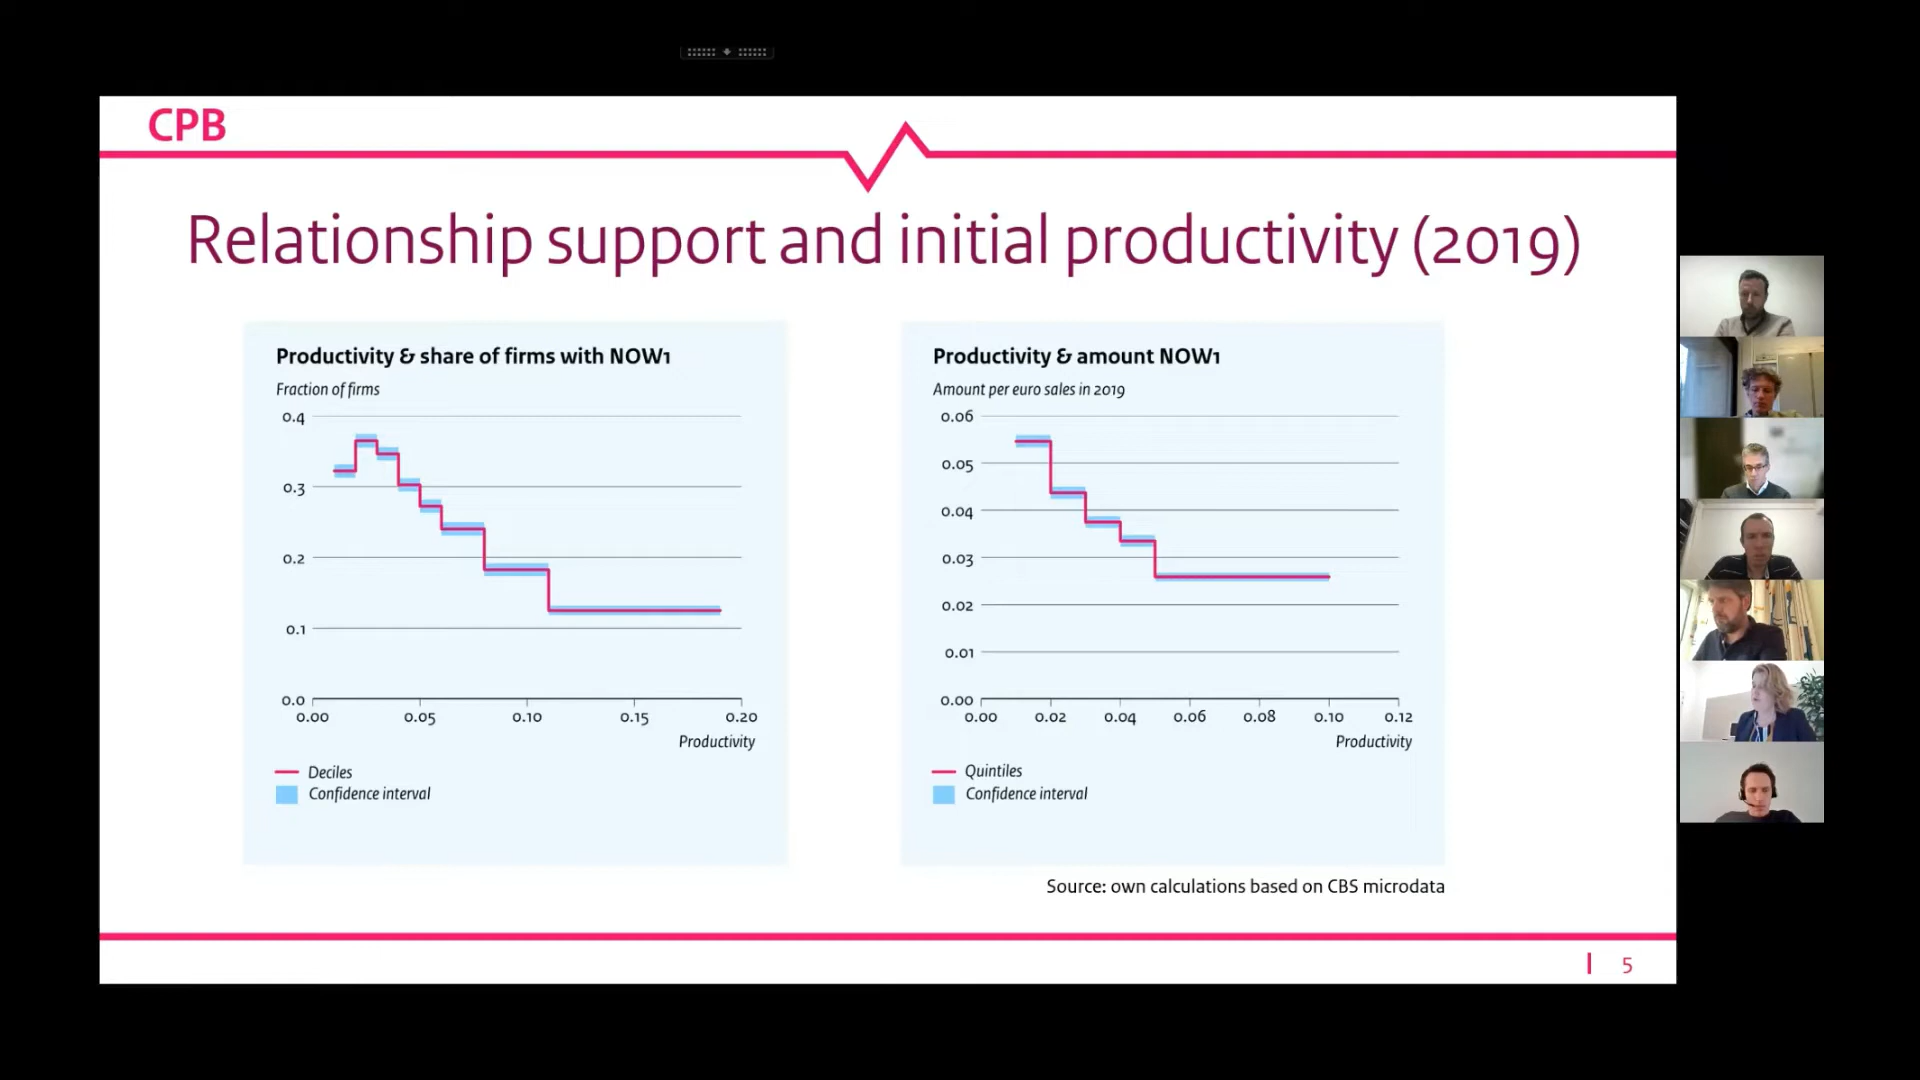 CPB
Relationship support and initial productivity (2019)
Productivity & share of firms with NOW1
Fraction of firms
0.4
0.3
0.2
0.1
0.0
0.00 0.05 0.10 0.15 0.20
Productivity
Deciles
Confidence interval
Productivity & amount NOW1
Amount per euro sales in 2019
0.06
0.05
0.04
0.03
0.02
0.01
0.00
0.00 0.02 0.04 0.06 0.08 0.10 0.12
Productivity
Quintiles
Confidence interval
Source: own calculations based on CBS microdata
5